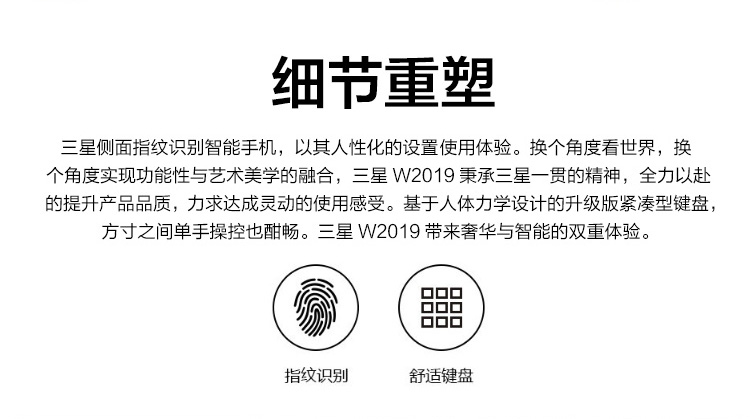 细节重塑
三星侧面指纹识别智能手机，以其人性化的设置使用体验。换个角度看世界，换
个角度实现功能性与艺术美学的融合，三星 W2019 秉承三星一贯的精神，全力以赴
的提升产品品质，力求达成灵动的使用感受。基于人体力学设计的升级版紧凑型键盘，
方寸之间单手操控也酣畅。三星 W2019 带来奢华与智能的双重体验。
指纹识别
舒适键盘